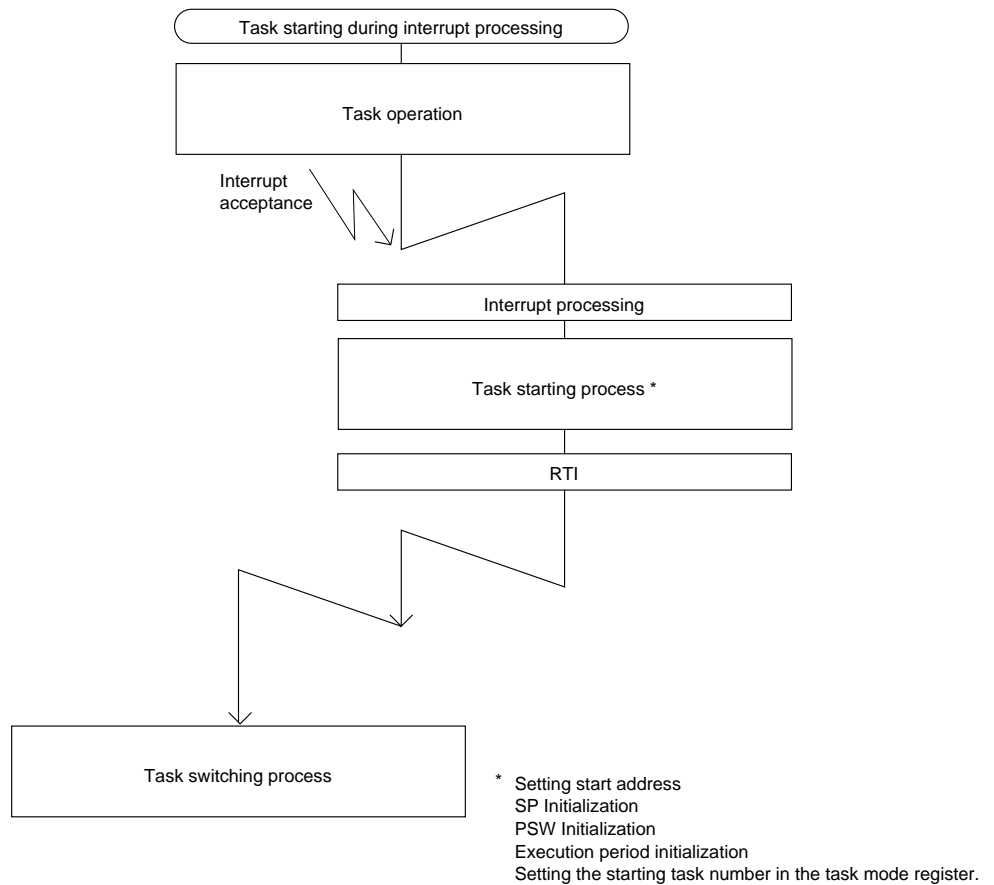 Task starting during interrupt processing
Task operation
Interrupt
acceptance
Interrupt processing
Task starting process *
RTI
Task switching process
* Setting start address
SP Initialization
PSW Initialization
Execution period initialization
Setting the starting task number in the task mode register.